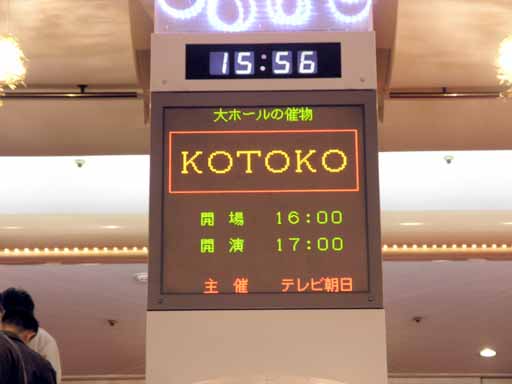 15:56
大ホールの催物
KOTOKO
開場 16:00
開演 17:00
主催 テレビ朝日